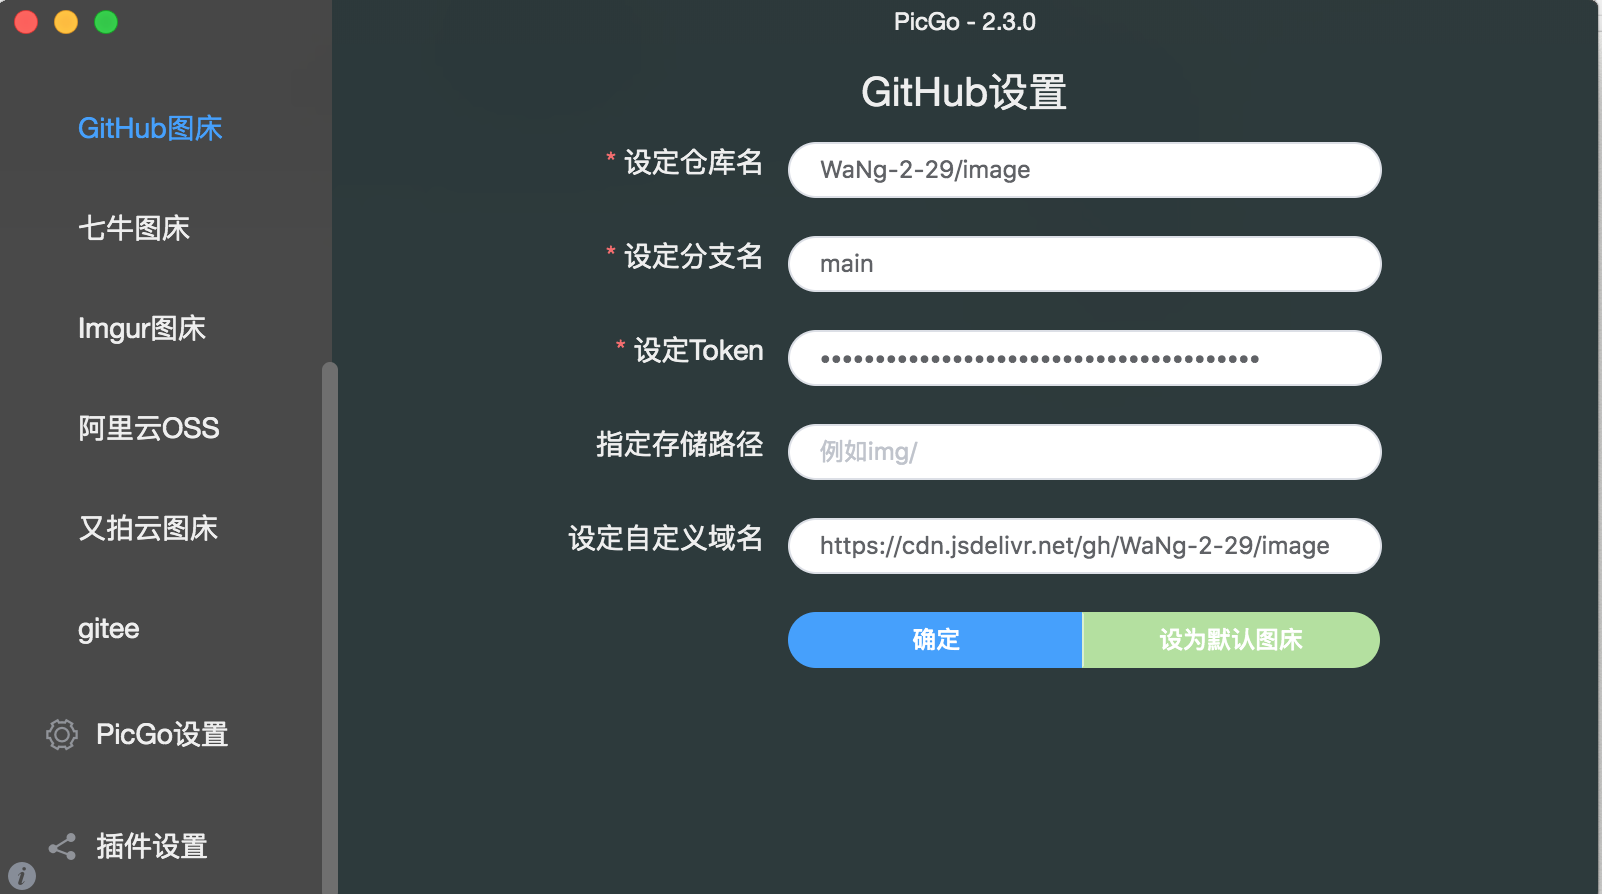 PicGo - 2.3.0
GitHub图床
七牛图床
Imgur图床
阿里云OSS
又拍云图床
gitee
PicGo设置
插件设置
GitHub设置
* 设定仓库名 WaNg-2-29/image
* 设定分支名 main
* 设定Token ••••••••••••••••••••••••••••••••••••••••
指定存储路径 例如img/
设定自定义域名 https://cdn.jsdelivr.net/gh/WaNg-2-29/image
确定 设为默认图床